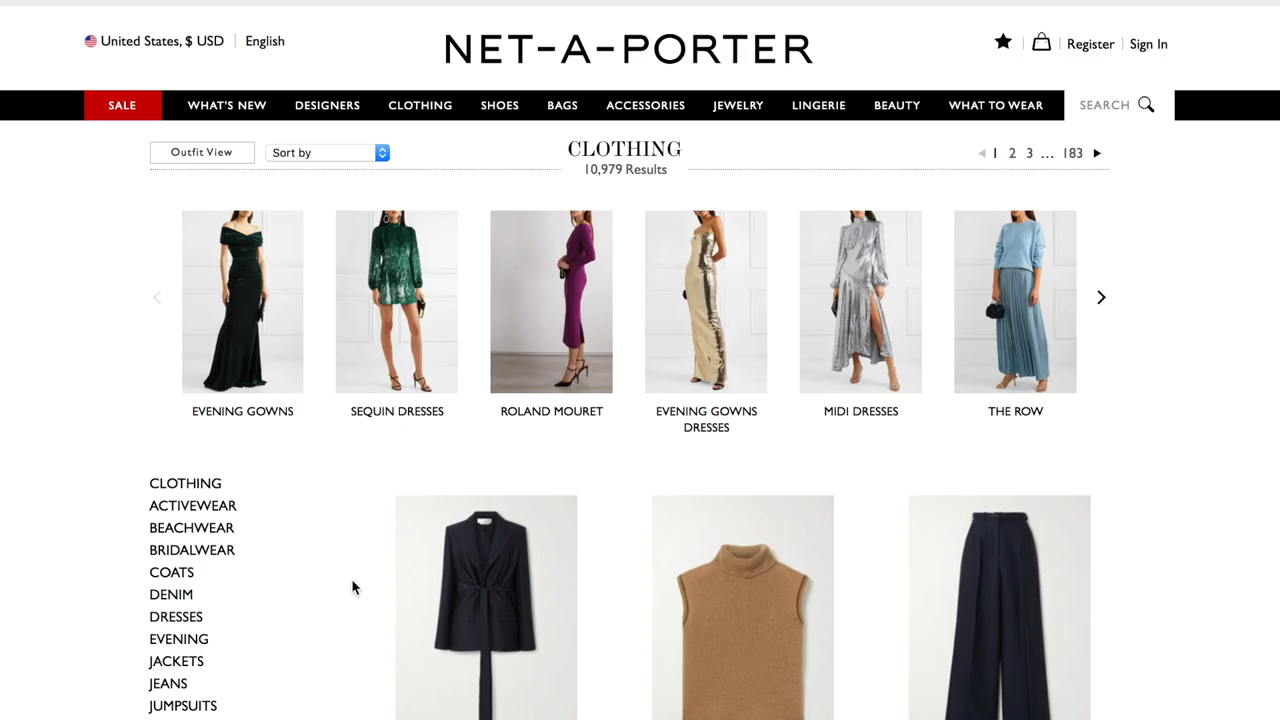 United States, $ USD
English
NET-A-PORTER
Register
Sign In
SALE
WHAT'S NEW
DESIGNERS
CLOTHING
SHOES
BAGS
ACCESSORIES
JEWELRY
LINGERIE
BEAUTY
WHAT TO WEAR
SEARCH
Outfit View
Sort by
CLOTHING
10,979 Results
1 2 3 ... 183
EVENING GOWNS
SEQUIN DRESSES
ROLAND MOURET
EVENING GOWNS
DRESSES
MIDI DRESSES
THE ROW
CLOTHING
ACTIVEWEAR
BEACHWEAR
BRIDALWEAR
COATS
DENIM
DRESSES
EVENING
JACKETS
JEANS
JUMPSUITS